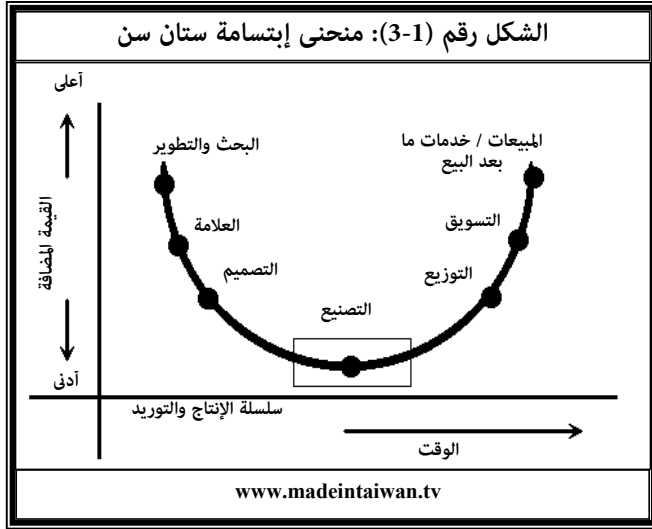 الشكل رقم (1-3): منحنى إبتسامة ستان سن
أعلى
المبيعات / خدمات ما
بعد البيع
البحث والتطوير
التسويق
العلامة
القيمة المضافة
التوزيع
التصميم
التصنيع
أدنى
سلسلة الإنتاج والتوريد
الوقت
www.madeintaiwan.tv